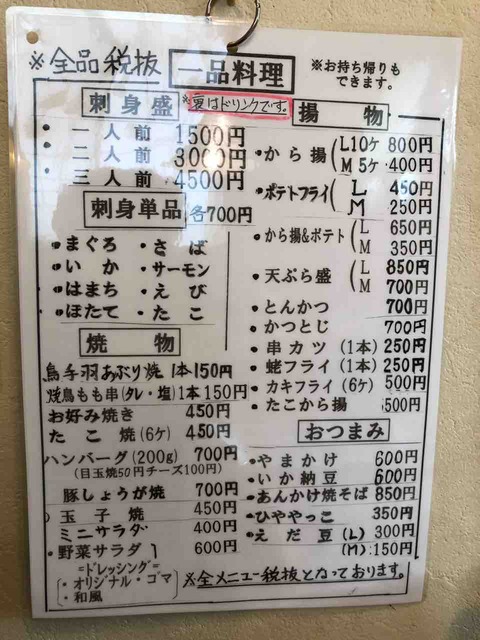 ※全品税抜
一品料理
※お持ち帰りも
できます。
刺身盛
※裏はドリンクです。
・一人前 1500円
・二人前 3000円
・三人前 4500円
刺身単品 各700円
・まぐろ ・さば
・いか ・サーモン
・はまち ・えび
・ほたて ・たこ
焼物
鳥手羽あぶり焼 1本150円
焼鳥もも串(タレ・塩)1本150円
お好み焼き 450円
たこ焼(6ケ) 450円
ハンバーグ(200g) 700円
(目玉焼50円チーズ100円)
豚しょうが焼 700円
玉子焼 450円
ミニサラダ 400円
・野菜サラダ 600円
=ドレッシング=
・オリジナル・ゴマ
・和風
揚物
・から揚 L10ケ 800円
M 5ケ 400円
・ポテトフライ L 450円
M 250円
・から揚&ポテト L 650円
M 350円
・天ぷら盛 L 850円
M 700円
・とんかつ 700円
・かつとじ 700円
・串カツ(1本) 250円
・蛯フライ(1本) 250円
・カキフライ(6ケ) 500円
・たこから揚 500円
おつまみ
・やまかけ 600円
・いか納豆 600円
・あんかけ焼そば 850円
・ひややっこ 350円
・えだ豆(L) 300円
(M):150円
※全メニュー税抜となっております。